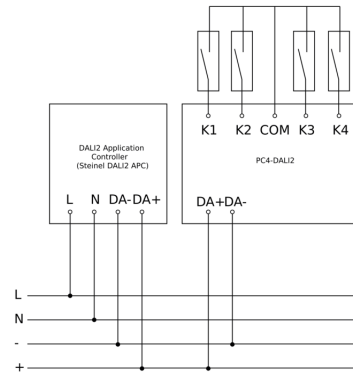 K1 K2 COM K3 K4
DALI2 Application
Controller
(Steinel DALI2 APC)
PC4-DALI2
L N DA- DA+
DA+ DA-
L
N
-
+